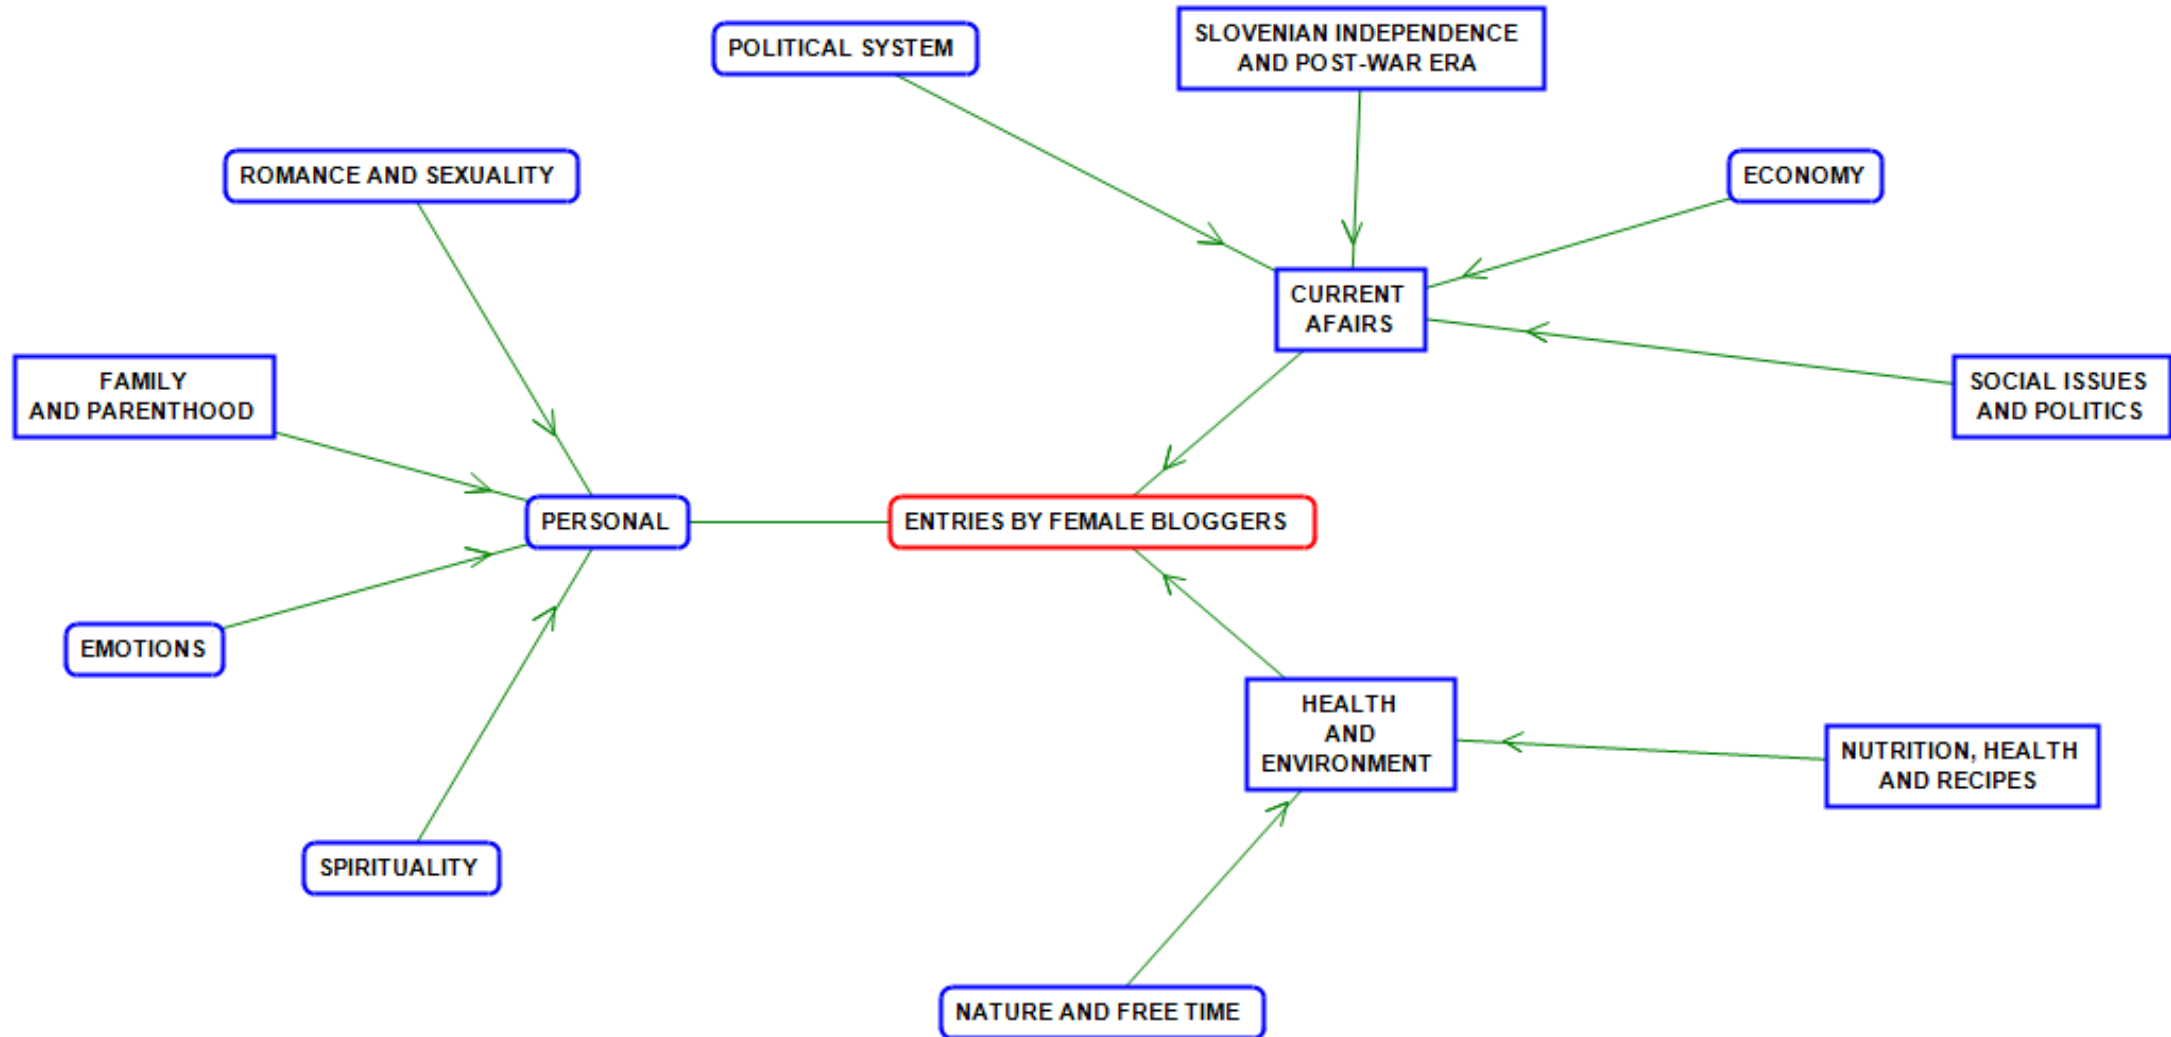 POLITICAL SYSTEM
SLOVENIAN INDEPENDENCE
AND POST-WAR ERA
ROMANCE AND SEXUALITY
ECONOMY
CURRENT
AFAIRS
FAMILY
AND PARENTHOOD
SOCIAL ISSUES
AND POLITICS
PERSONAL
ENTRIES BY FEMALE BLOGGERS
EMOTIONS
HEALTH
AND
ENVIRONMENT
NUTRITION, HEALTH
AND RECIPES
SPIRITUALITY
NATURE AND FREE TIME